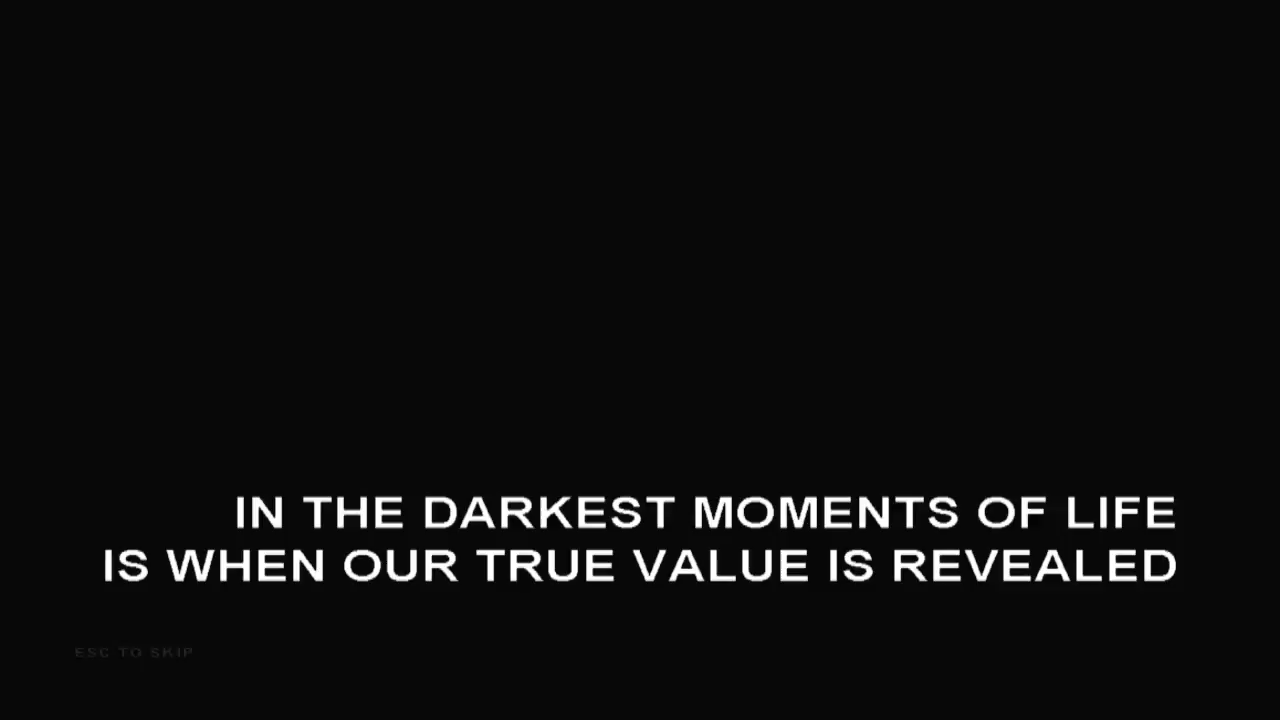 IN THE DARKEST MOMENTS OF LIFE
IS WHEN OUR TRUE VALUE IS REVEALED
ESC TO SKIP